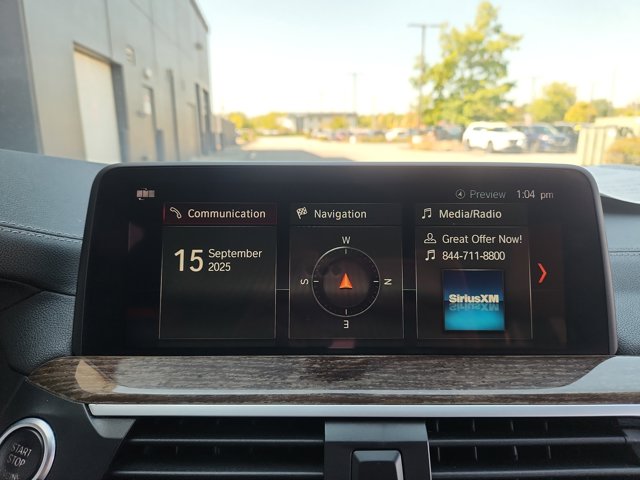 Preview 1:04 pm
Communication
Navigation
Media/Radio
15 September
2025
W
S
N
E
Great Offer Now!
844-711-8800
SiriusXM
START
STOP